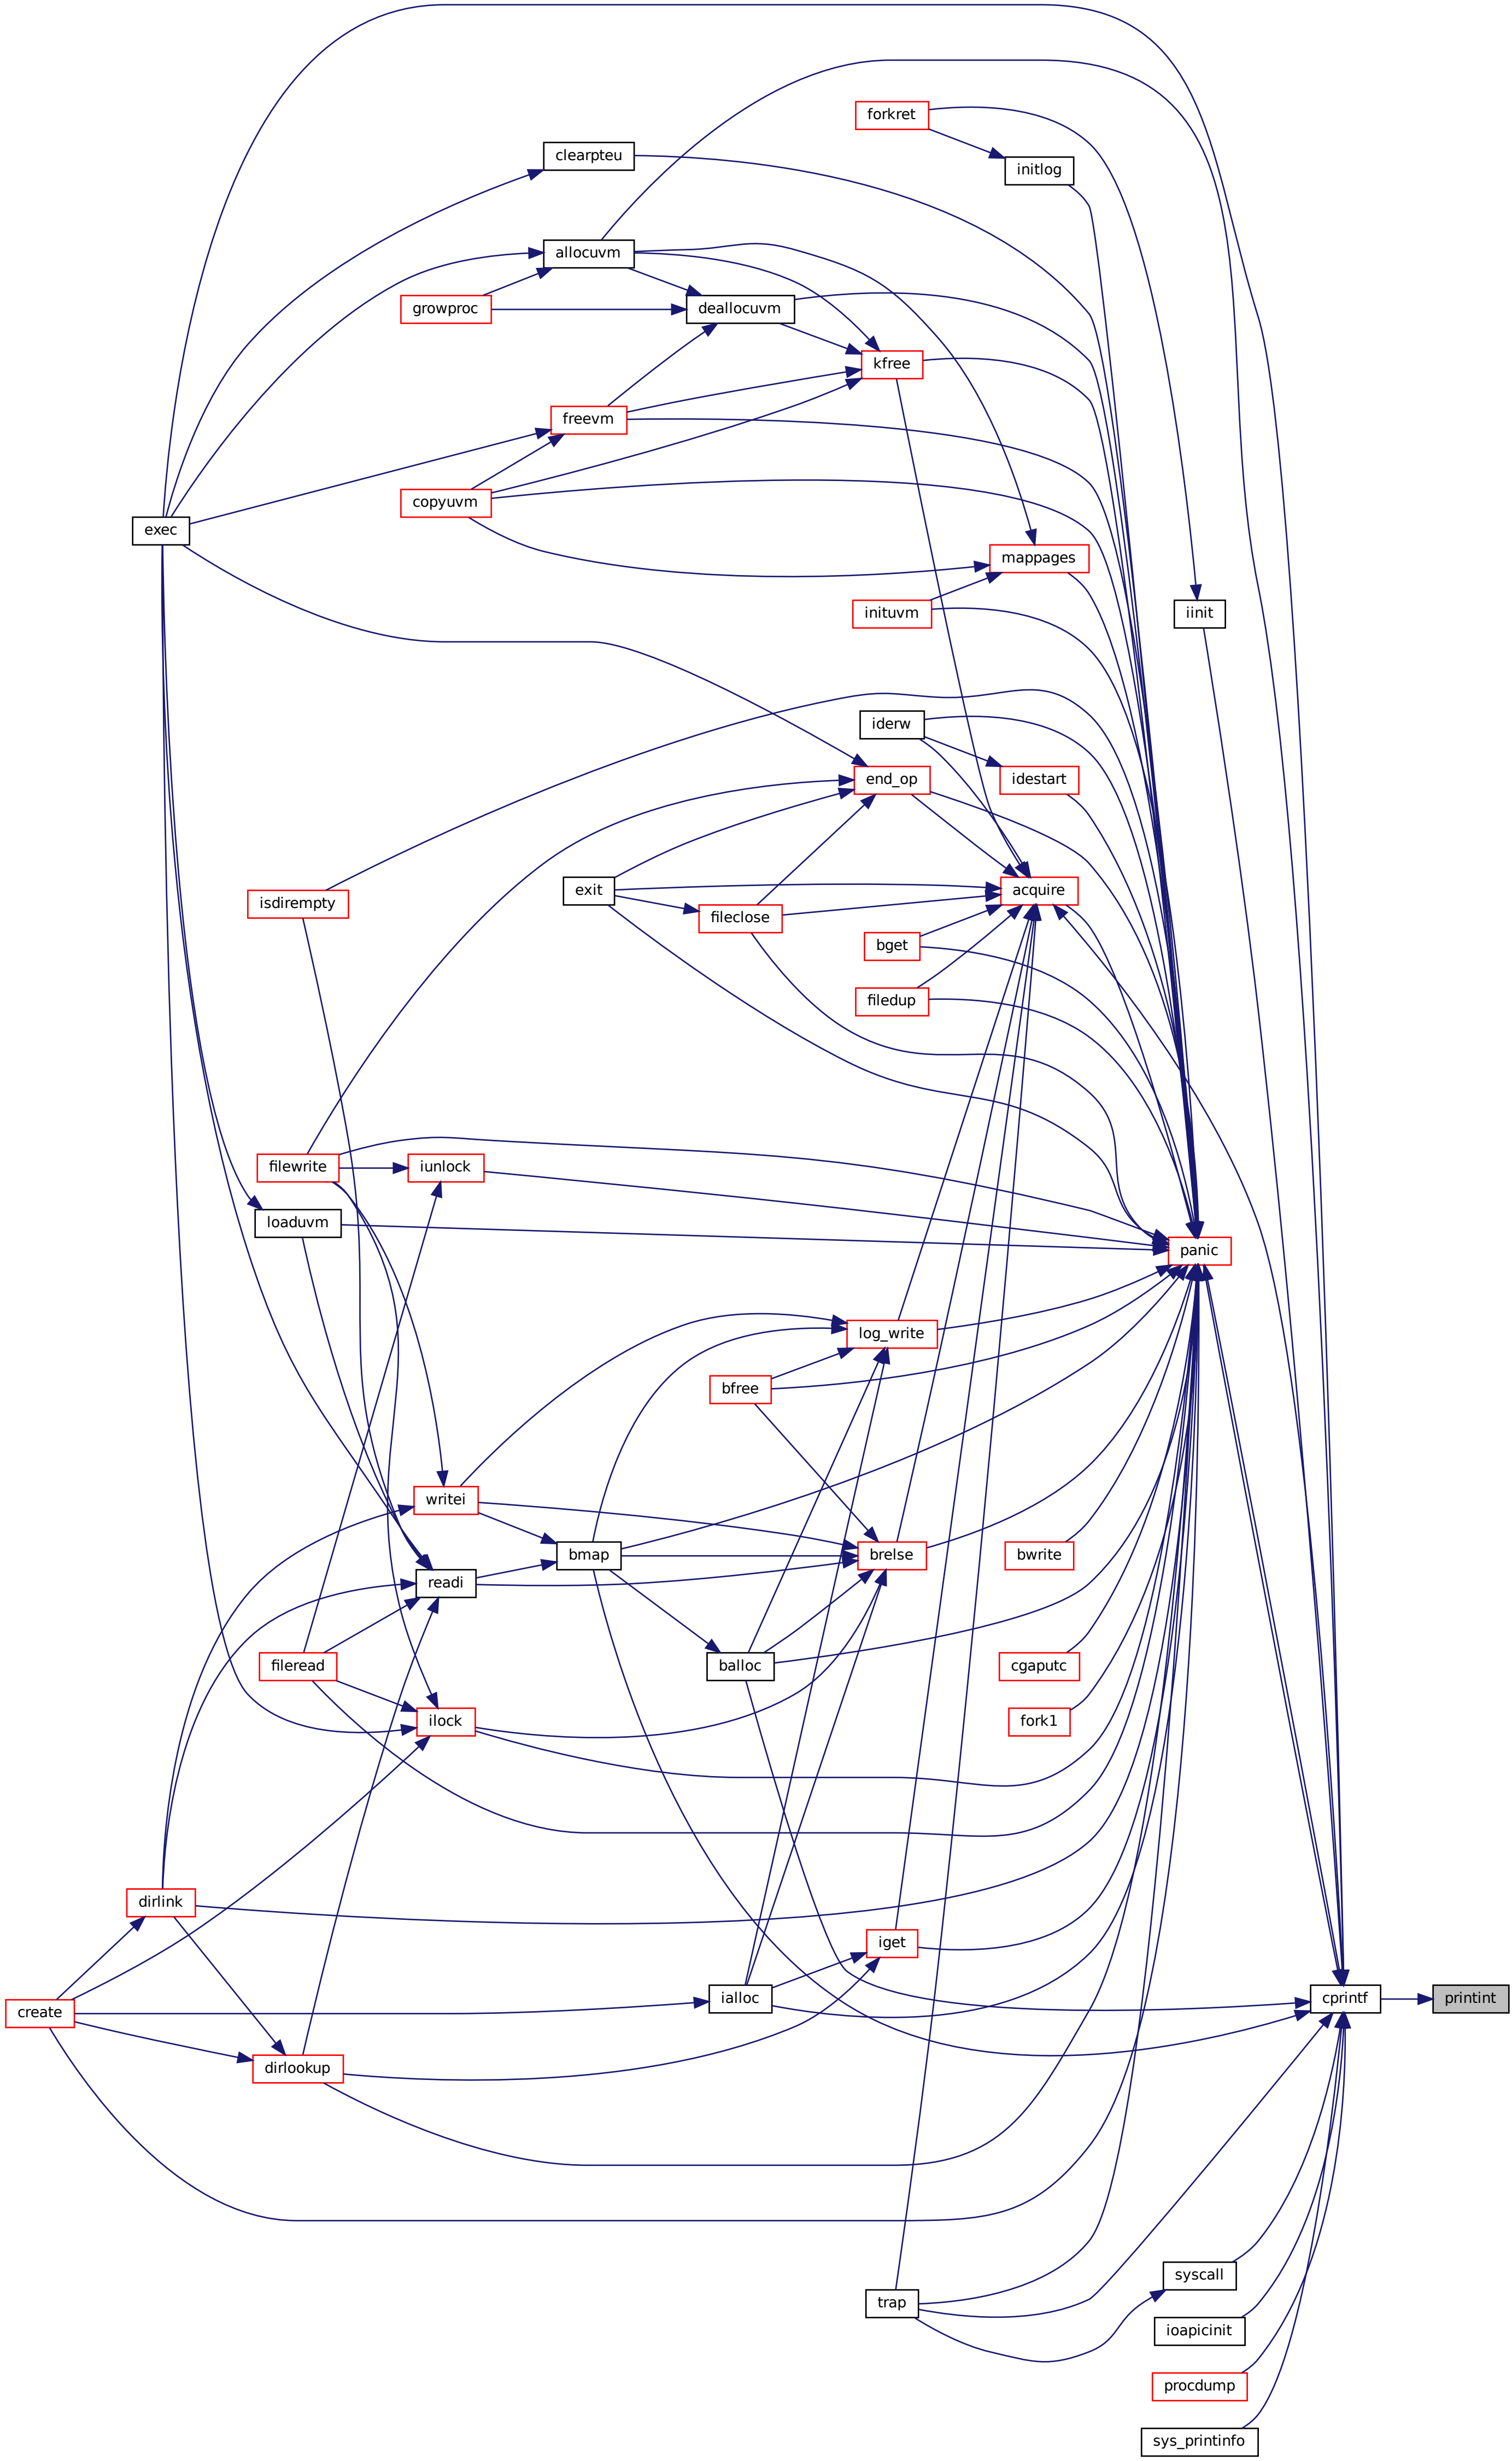 forkret
clearpteu
initlog
allocuvm
growproc
deallocuvm
kfree
freevm
copyuvm
exec
mappages
inituvm
iinit
iderw
end_op
idestart
exit
acquire
isdirempty
fileclose
bget
filedup
filewrite
iunlock
loaduvm
panic
log_write
bfree
writei
bmap
brelse
bwrite
readi
fileread
balloc
cgaputc
ilock
fork1
dirlink
iget
create
ialloc
cprintf
printint
dirlookup
syscall
trap
ioapicinit
procdump
sys_printinfo